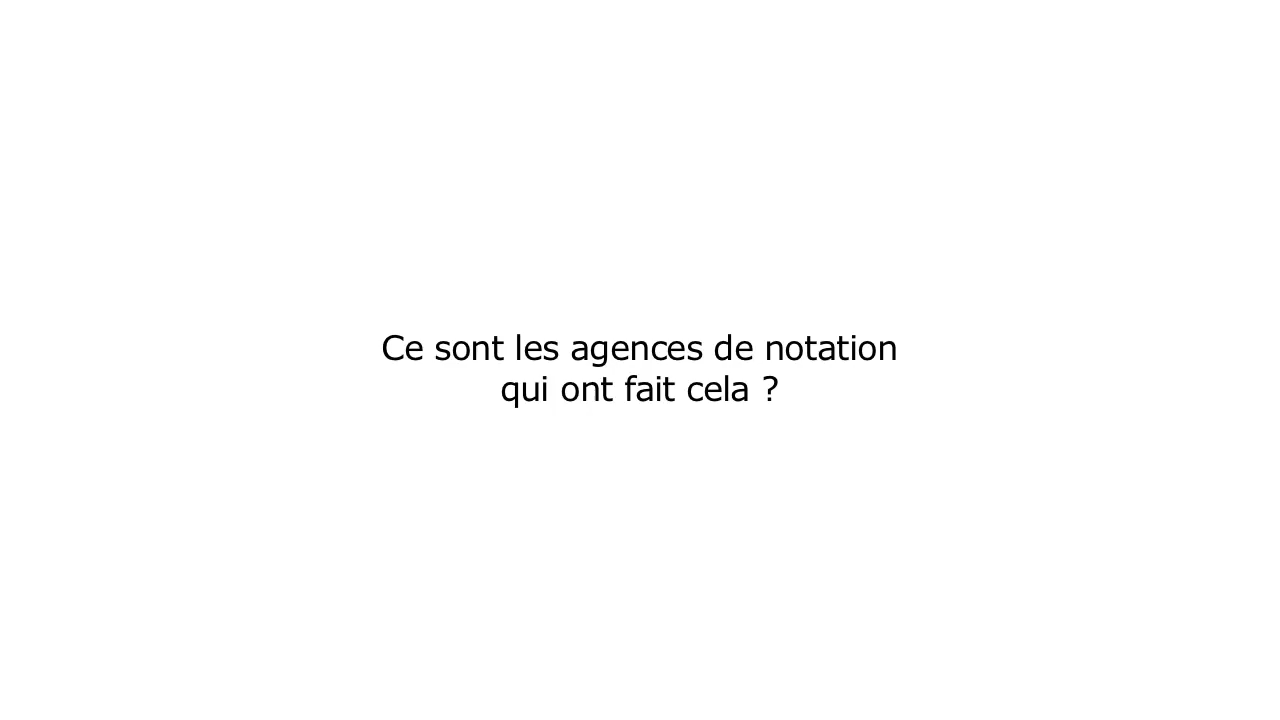 Ce sont les agences de notation
qui ont fait cela ?